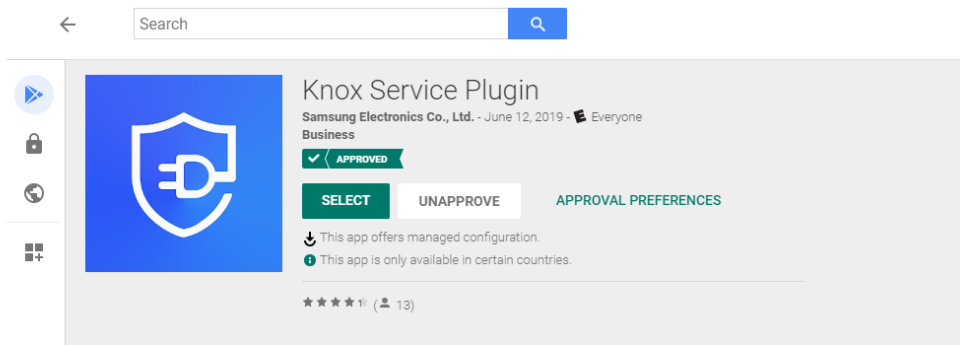 Search
Knox Service Plugin
Samsung Electronics Co., Ltd. - June 12, 2019 - E Everyone
Business
APPROVED
SELECT UNAPPROVE APPROVAL PREFERENCES
This app offers managed configuration.
This app is only available in certain countries.
( 13)